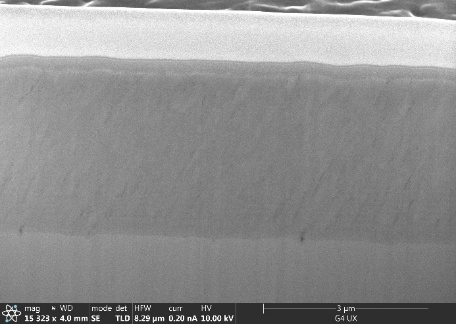 mag WD mode det HFW curr HV 3 µm
15 323 x 4.0 mm SE TLD 8.29 µm 0.20 nA 10.00 kV G4 UX